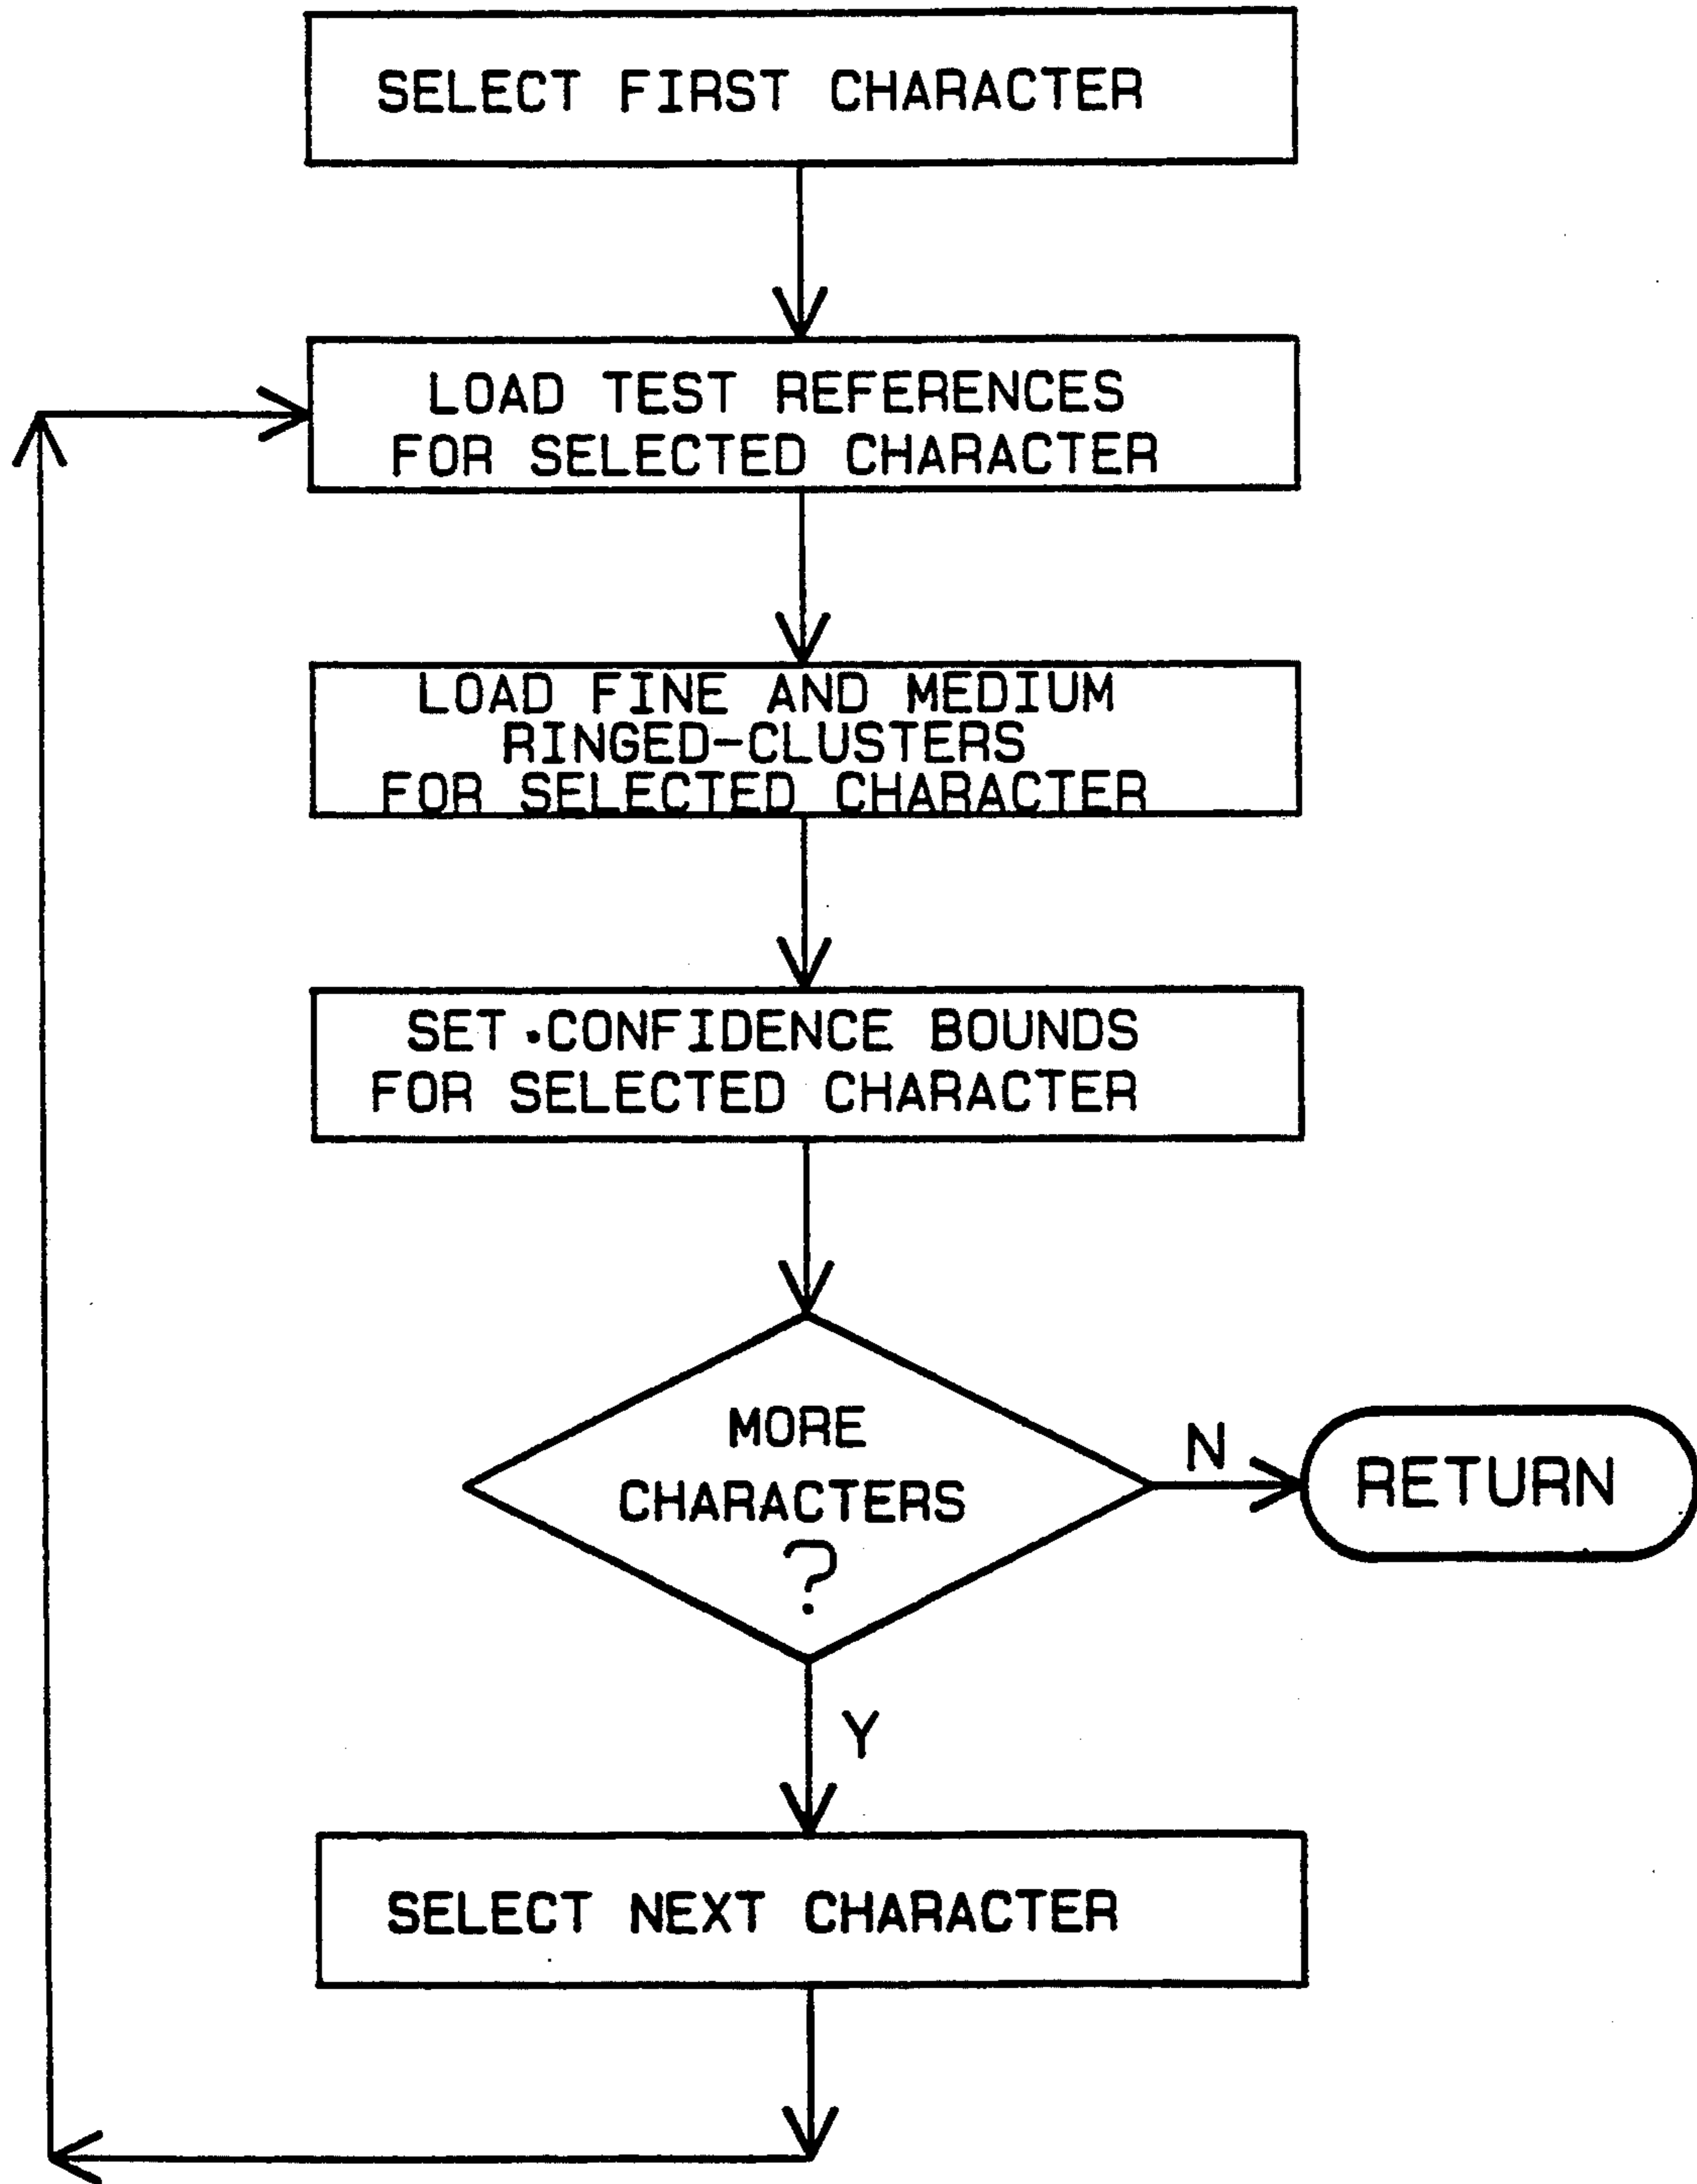 SELECT FIRST CHARACTER
LOAD TEST REFERENCES
FOR SELECTED CHARACTER
LOAD FINE AND MEDIUM
RINGED-CLUSTERS
FOR SELECTED CHARACTER
SET CONFIDENCE BOUNDS
FOR SELECTED CHARACTER
MORE
CHARACTERS
?
N
RETURN
Y
SELECT NEXT CHARACTER